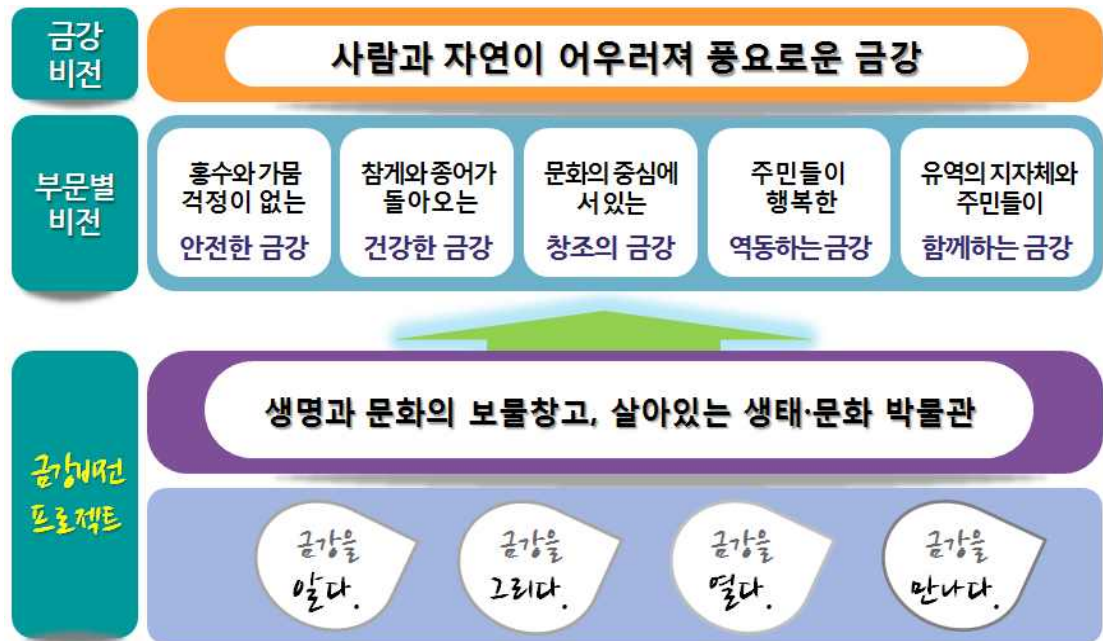 금강
비전
사람과 자연이 어우러져 풍요로운 금강
부문별
비전
홍수와 가뭄
걱정이 없는
안전한 금강
참게와 종어가
돌아오는
건강한 금강
문화의 중심에
서 있는
창조의 금강
주민들이
행복한
역동하는 금강
유역의 지자체와
주민들이
함께하는 금강
금강비전
프로젝트
생명과 문화의 보물창고, 살아있는 생태·문화 박물관
금강을
알다.
금강을
그리다.
금강을
열다.
금강을
만나다.